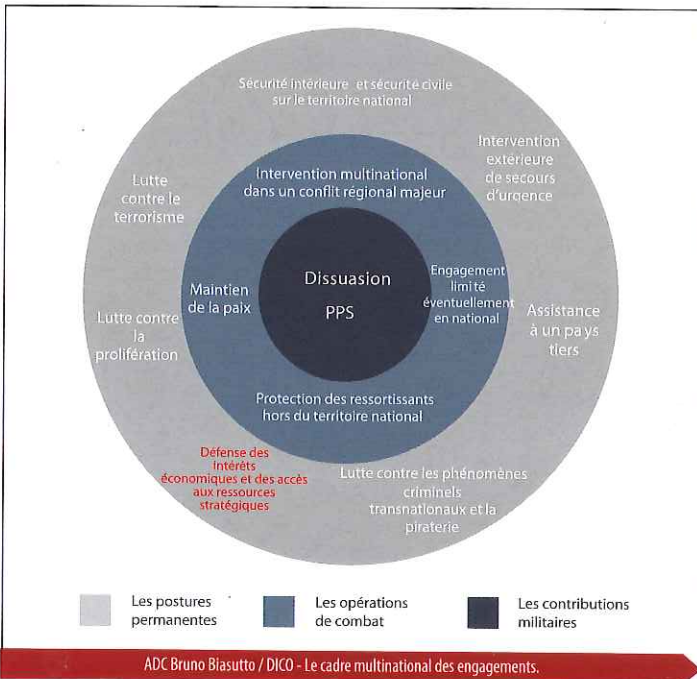 Sécurité intérieure et sécurité civile
sur le territoire national
Intervention
extérieure
de secours
d'urgence
Lutte
contre le
terrorisme
Intervention multinational
dans un conflit régional majeur
Dissuasion
PPS
Maintien
de la paix
Engagement
limité
éventuellement
en national
Lutte contre
la
prolifération
Assistance
à un pays
tiers
Protection des ressortissants
hors du territoire national
Défense des
intérêts
économiques et des accès
aux ressources
stratégiques
Lutte contre les phénomènes
criminels
transnationaux et la
piraterie
Les postures
permanentes
Les opérations
de combat
Les contributions
militaires
ADC Bruno Biasutto / DICO - Le cadre multinational des engagements.